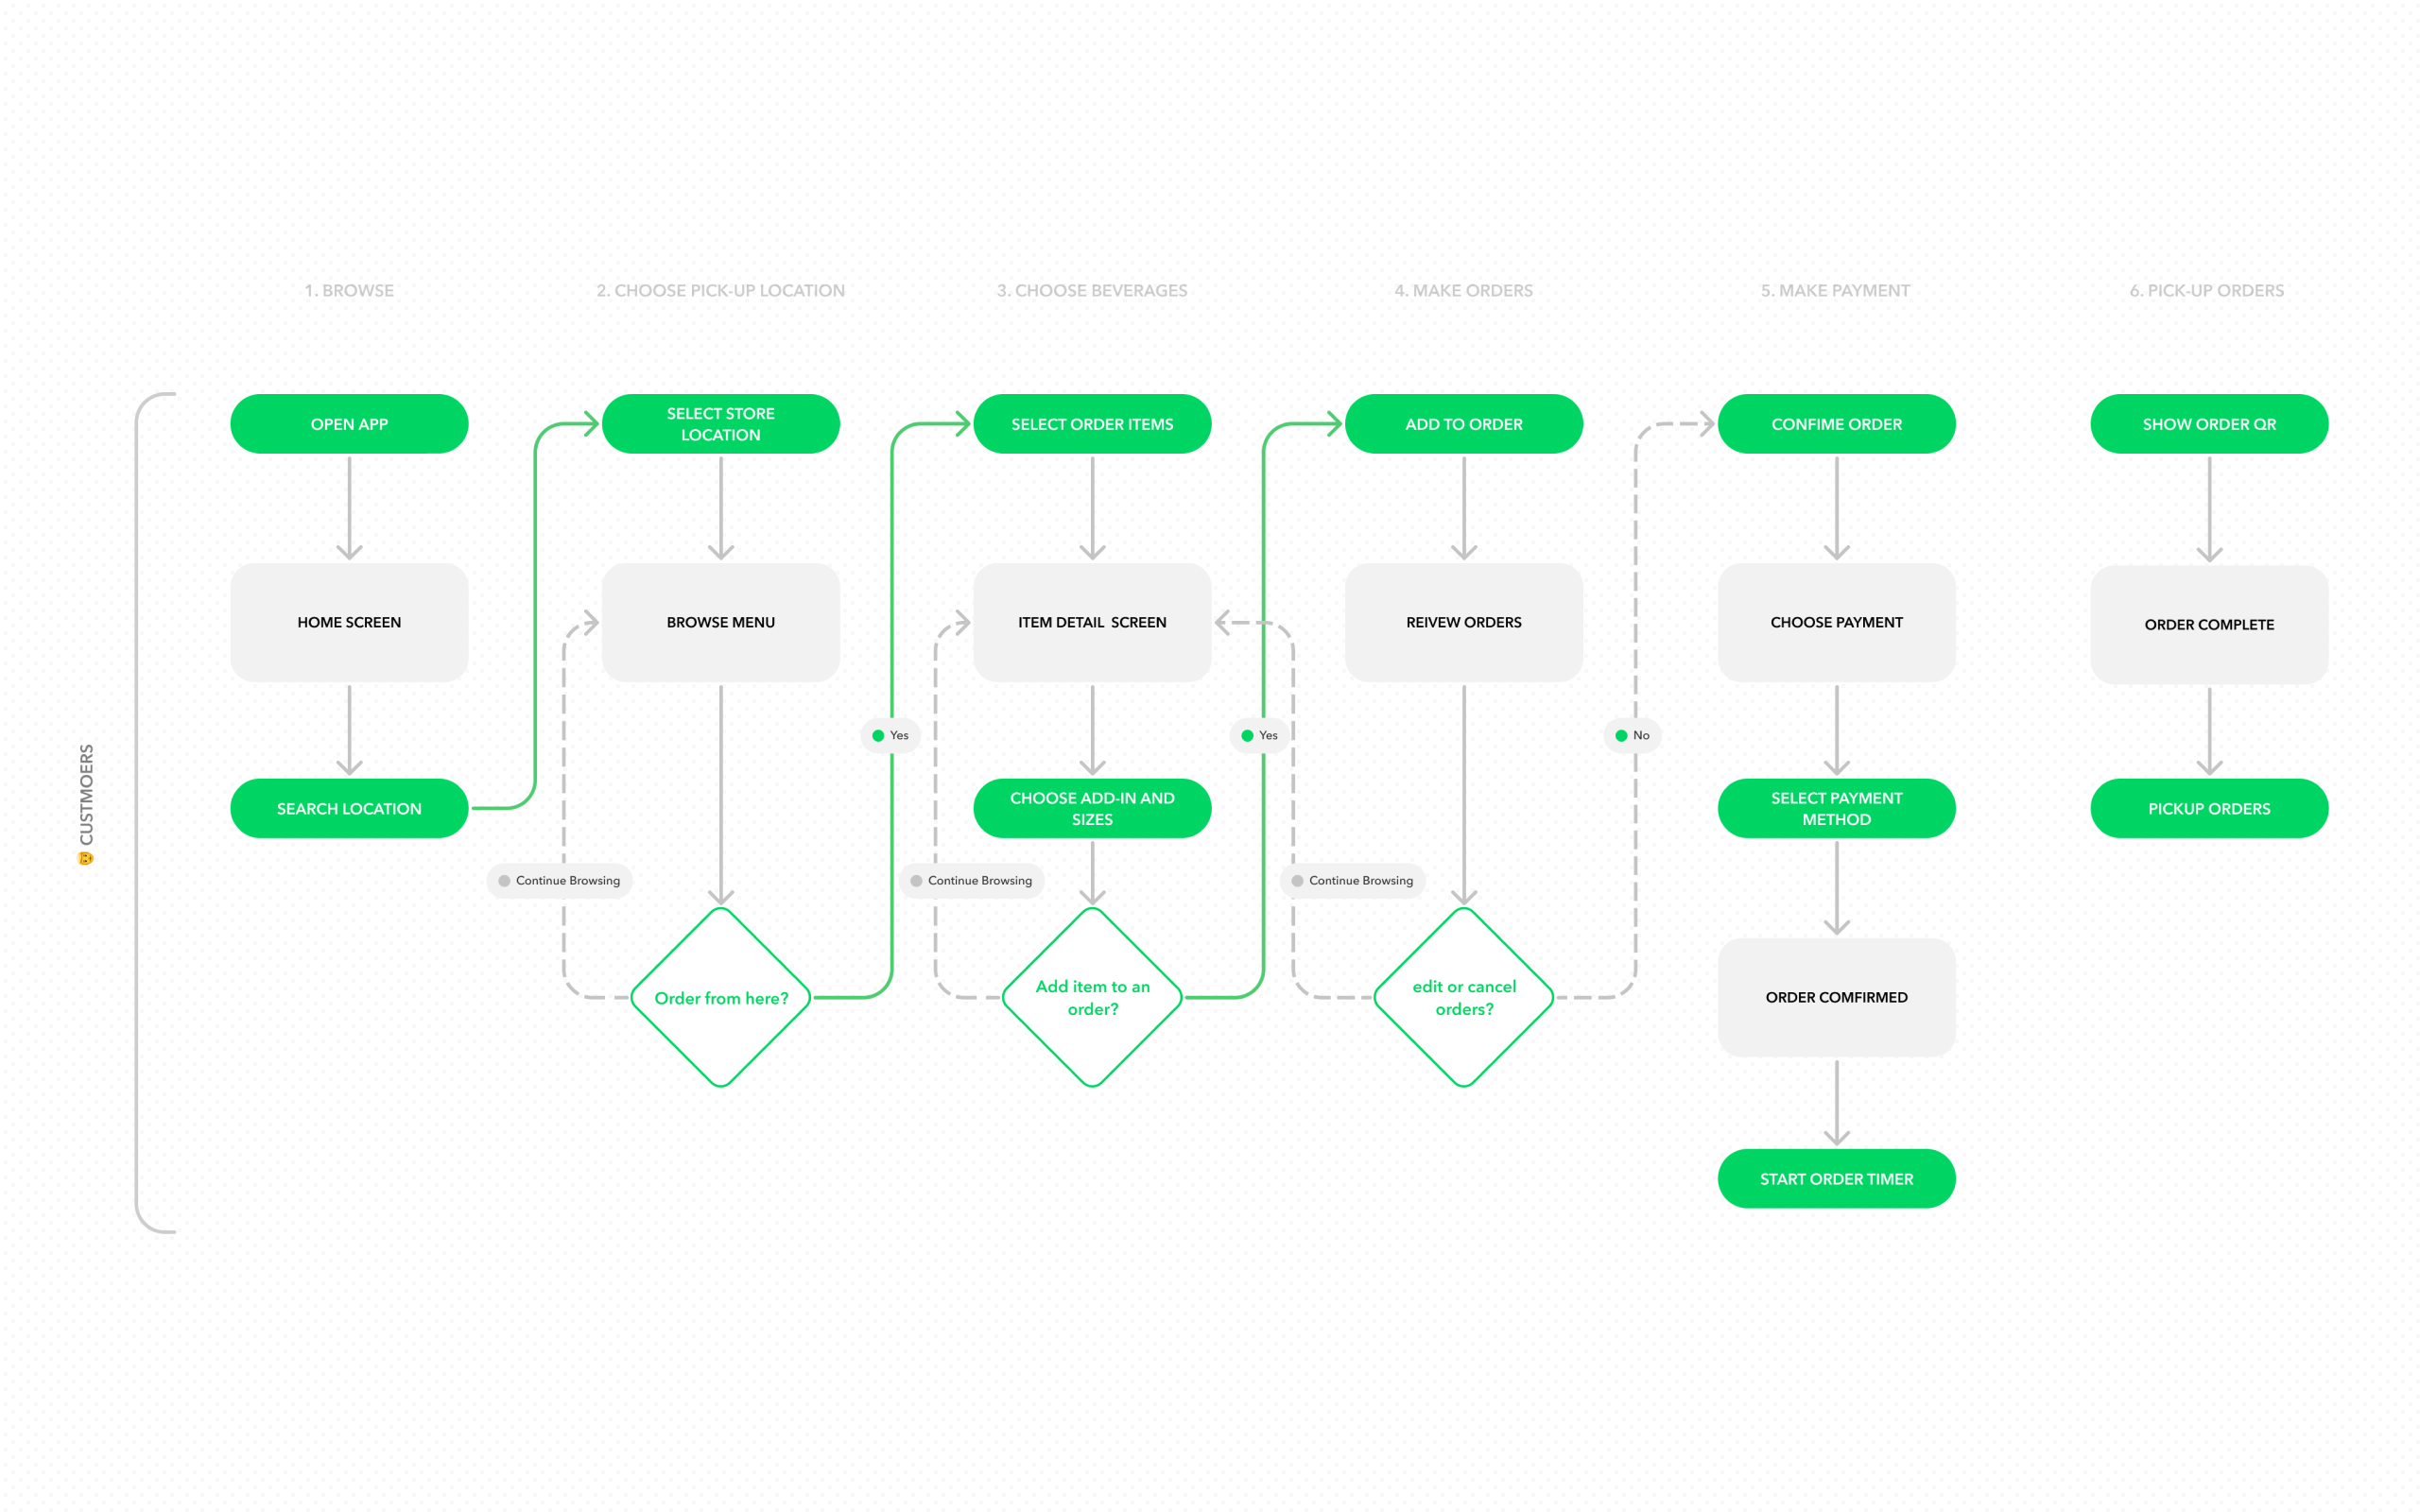 1. BROWSE
2. CHOOSE PICK-UP LOCATION
3. CHOOSE BEVERAGES
4. MAKE ORDERS
5. MAKE PAYMENT
6. PICK-UP ORDERS
CUSTMOERS
OPEN APP
HOME SCREEN
SEARCH LOCATION
SELECT STORE
LOCATION
BROWSE MENU
Continue Browsing
Order from here?
Yes
SELECT ORDER ITEMS
ITEM DETAIL SCREEN
CHOOSE ADD-IN AND
SIZES
Continue Browsing
Add item to an
order?
Yes
ADD TO ORDER
REIVEW ORDERS
Continue Browsing
edit or cancel
orders?
No
CONFIME ORDER
CHOOSE PAYMENT
SELECT PAYMENT
METHOD
ORDER COMFIRMED
START ORDER TIMER
SHOW ORDER QR
ORDER COMPLETE
PICKUP ORDERS